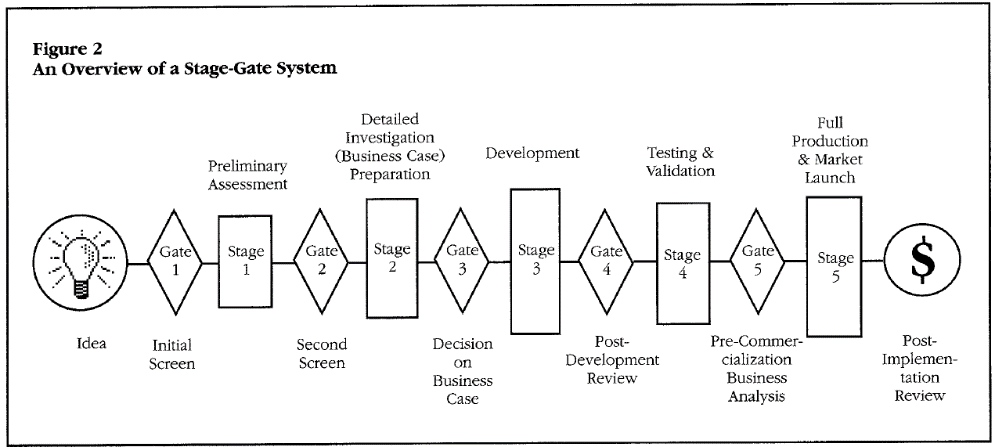 Figure 2
An Overview of a Stage-Gate System
Preliminary
Assessment
Detailed
Investigation
(Business Case)
Preparation
Development
Testing &
Validation
Full
Production
& Market
Launch
Gate
1
Stage
1
Gate
2
Stage
2
Gate
3
Stage
3
Gate
4
Stage
4
Gate
5
Stage
5
$
Idea
Initial
Screen
Second
Screen
Decision
on
Business
Case
Post-
Development
Review
Pre-Commer-
cialization
Business
Analysis
Post-
Implemen-
tation
Review